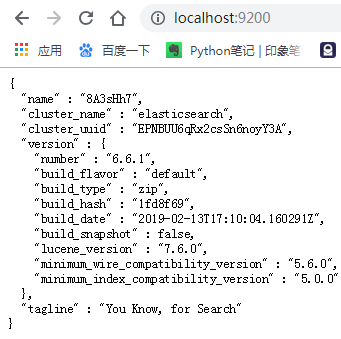 localhost:9200
应用 百度一下 Python笔记 | 印象笔
{
"name" : "8A3sHh7",
"cluster_name" : "elasticsearch",
"cluster_uuid" : "EPNBUU6qRx2csSn6noyY3A",
"version" : {
"number" : "6.6.1",
"build_flavor" : "default",
"build_type" : "zip",
"build_hash" : "1fd8f69",
"build_date" : "2019-02-13T17:10:04.160291Z",
"build_snapshot" : false,
"lucene_version" : "7.6.0",
"minimum_wire_compatibility_version" : "5.6.0",
"minimum_index_compatibility_version" : "5.0.0"
},
"tagline" : "You Know, for Search"
}